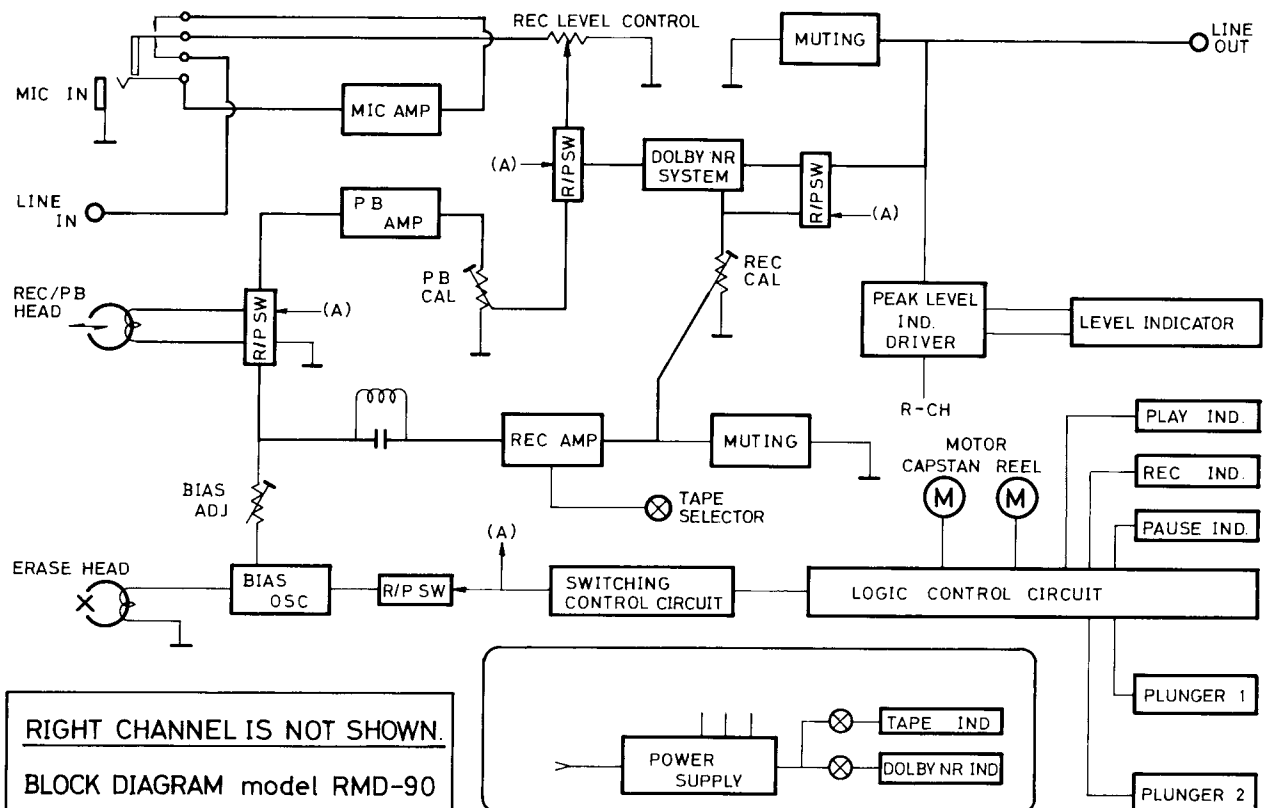 REC LEVEL CONTROL
MUTING
LINE
OUT
MIC IN
MIC AMP
(A)
R/P SW
DOLBY NR
SYSTEM
R/P SW
(A)
LINE
IN
PB
AMP
PB
CAL
REC
CAL
REC/PB
HEAD
R/P SW
(A)
PEAK LEVEL
IND.
DRIVER
LEVEL INDICATOR
R-CH
REC AMP
MUTING
PLAY IND.
MOTOR
CAPSTAN REEL
M
M
REC IND.
BIAS
ADJ
TAPE
SELECTOR
PAUSE IND.
(A)
ERASE HEAD
BIAS
OSC
R/P SW
SWITCHING
CONTROL CIRCUIT
LOGIC CONTROL CIRCUIT
PLUNGER 1
RIGHT CHANNEL IS NOT SHOWN.
BLOCK DIAGRAM model RMD-90
POWER
SUPPLY
TAPE IND
DOLBY NR IND
PLUNGER 2